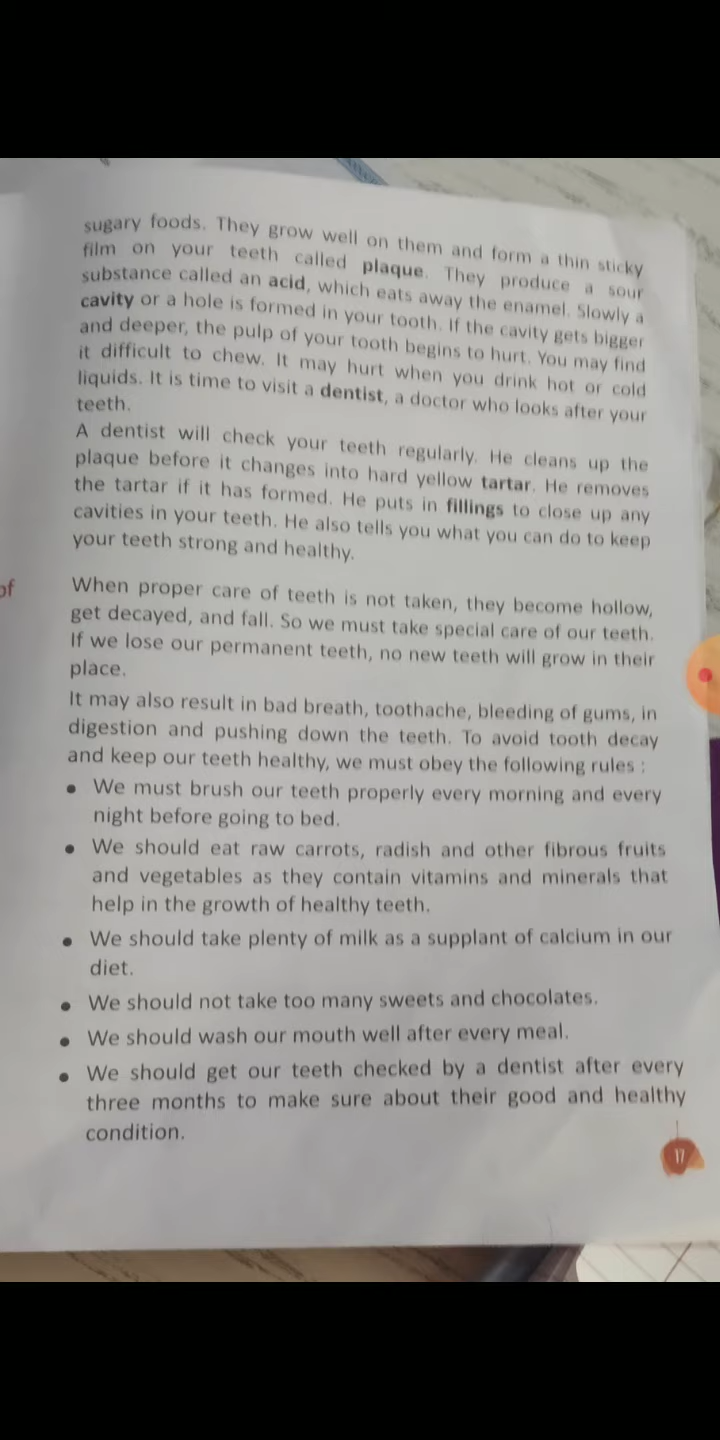 sugary foods. They grow well on them and form a thin sticky
film on your teeth called plaque. They produce a sour
substance called an acid, which eats away the enamel. Slowly a
cavity or a hole is formed in your tooth. If the cavity gets bigger
and deeper, the pulp of your tooth begins to hurt. You may find
it difficult to chew. It may hurt when you drink hot or cold
liquids. It is time to visit a dentist, a doctor who looks after your
teeth.
A dentist will check your teeth regularly. He cleans up the
plaque before it changes into hard yellow tartar. He removes
the tartar if it has formed. He puts in fillings to close up any
cavities in your teeth. He also tells you what you can do to keep
your teeth strong and healthy.
of
When proper care of teeth is not taken, they become hollow,
get decayed, and fall. So we must take special care of our teeth.
If we lose our permanent teeth, no new teeth will grow in their
place.
It may also result in bad breath, toothache, bleeding of gums, in
digestion and pushing down the teeth. To avoid tooth decay
and keep our teeth healthy, we must obey the following rules :
• We must brush our teeth properly every morning and every
night before going to bed.
• We should eat raw carrots, radish and other fibrous fruits
and vegetables as they contain vitamins and minerals that
help in the growth of healthy teeth.
• We should take plenty of milk as a supplant of calcium in our
diet.
• We should not take too many sweets and chocolates.
• We should wash our mouth well after every meal.
• We should get our teeth checked by a dentist after every
three months to make sure about their good and healthy
condition.
17